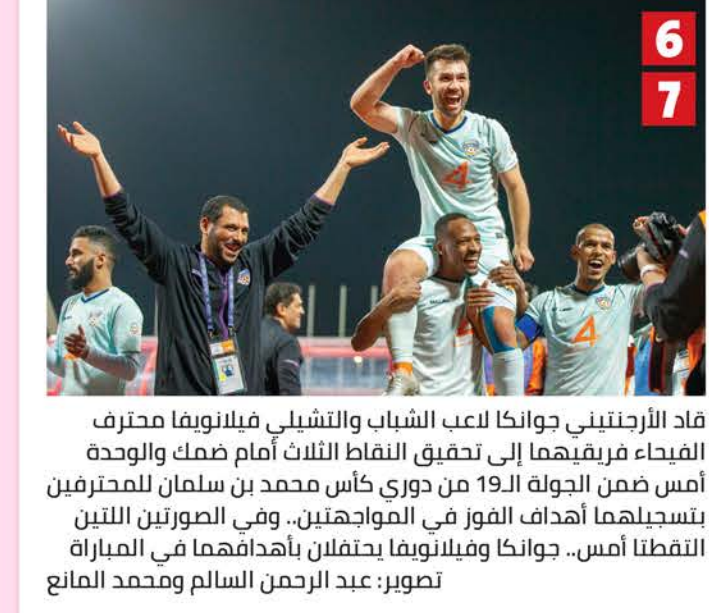 6
7
4
4
قاد الأرجنتيني جوانكا لاعب الشباب والتشيلي فيلانويفا محترف
الفيحاء فريقيهما إلى تحقيق النقاط الثلاث أمام ضمك والوحدة
أمس ضمن الجولة الـ19 من دوري كأس محمد بن سلمان للمحترفين
بتسجيلهما أهداف الفوز في المواجهتين.. وفي الصورتين اللتين
التقطتا أمس.. جوانكا وفيلانويفا يحتفلان بأهدافهما في المباراة
تصوير: عبد الرحمن السالم ومحمد المانع